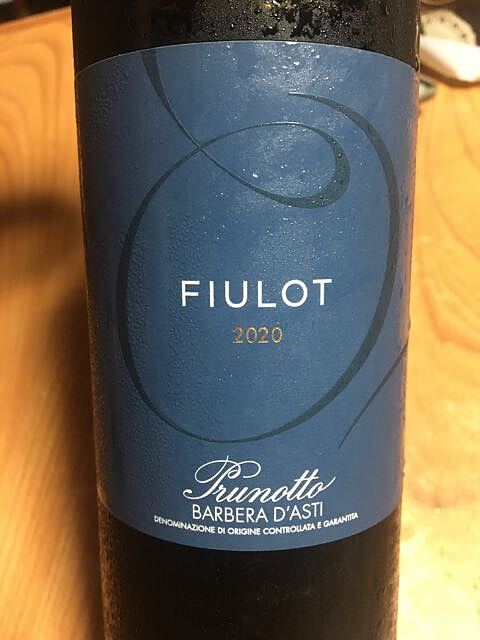 FIULOT
2020
Prunotto
BARBERA D'ASTI
DENOMINAZIONE DI ORIGINE CONTROLLATA E GARANTITA